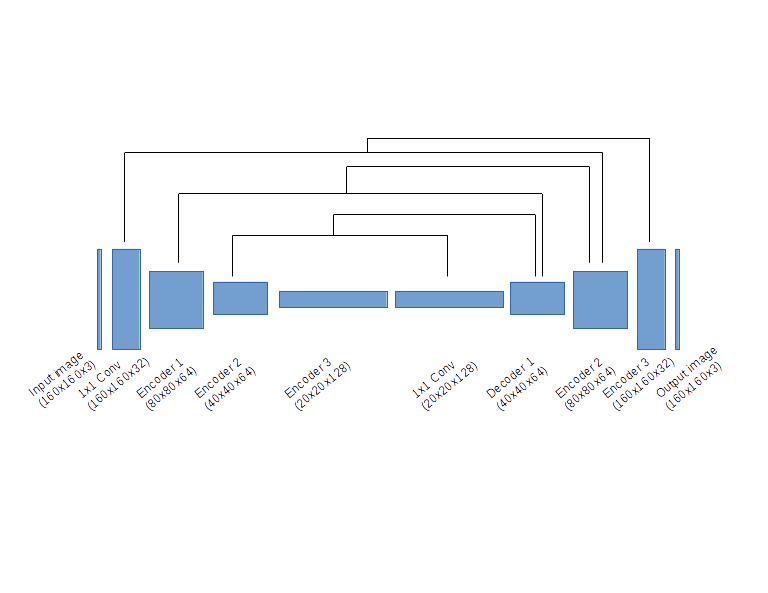 Input image
(160x160x3)
1x1 Conv
(160x160x32)
Encoder 1
(80x80x64)
Encoder 2
(40x40x64)
Encoder 3
(20x20x128)
1x1 Conv
(20x20x128)
Decoder 1
(40x40x64)
Encoder 2
(80x80x64)
Encoder 3
(160x160x32)
Output image
(160x160x3)